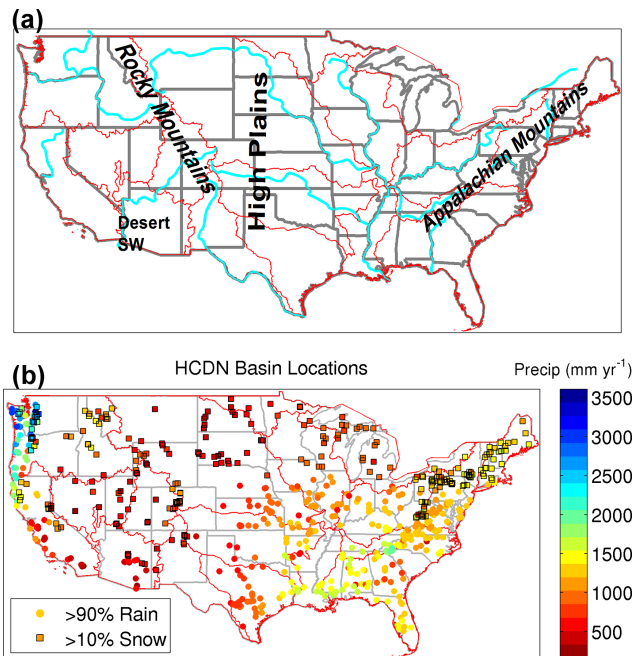 (a)
Rocky Mountains
High Plains
Appalachian Mountains
Desert
SW
(b)
HCDN Basin Locations
Precip (mm yr⁻¹)
3500
3000
2500
2000
1500
1000
500
>90% Rain
>10% Snow